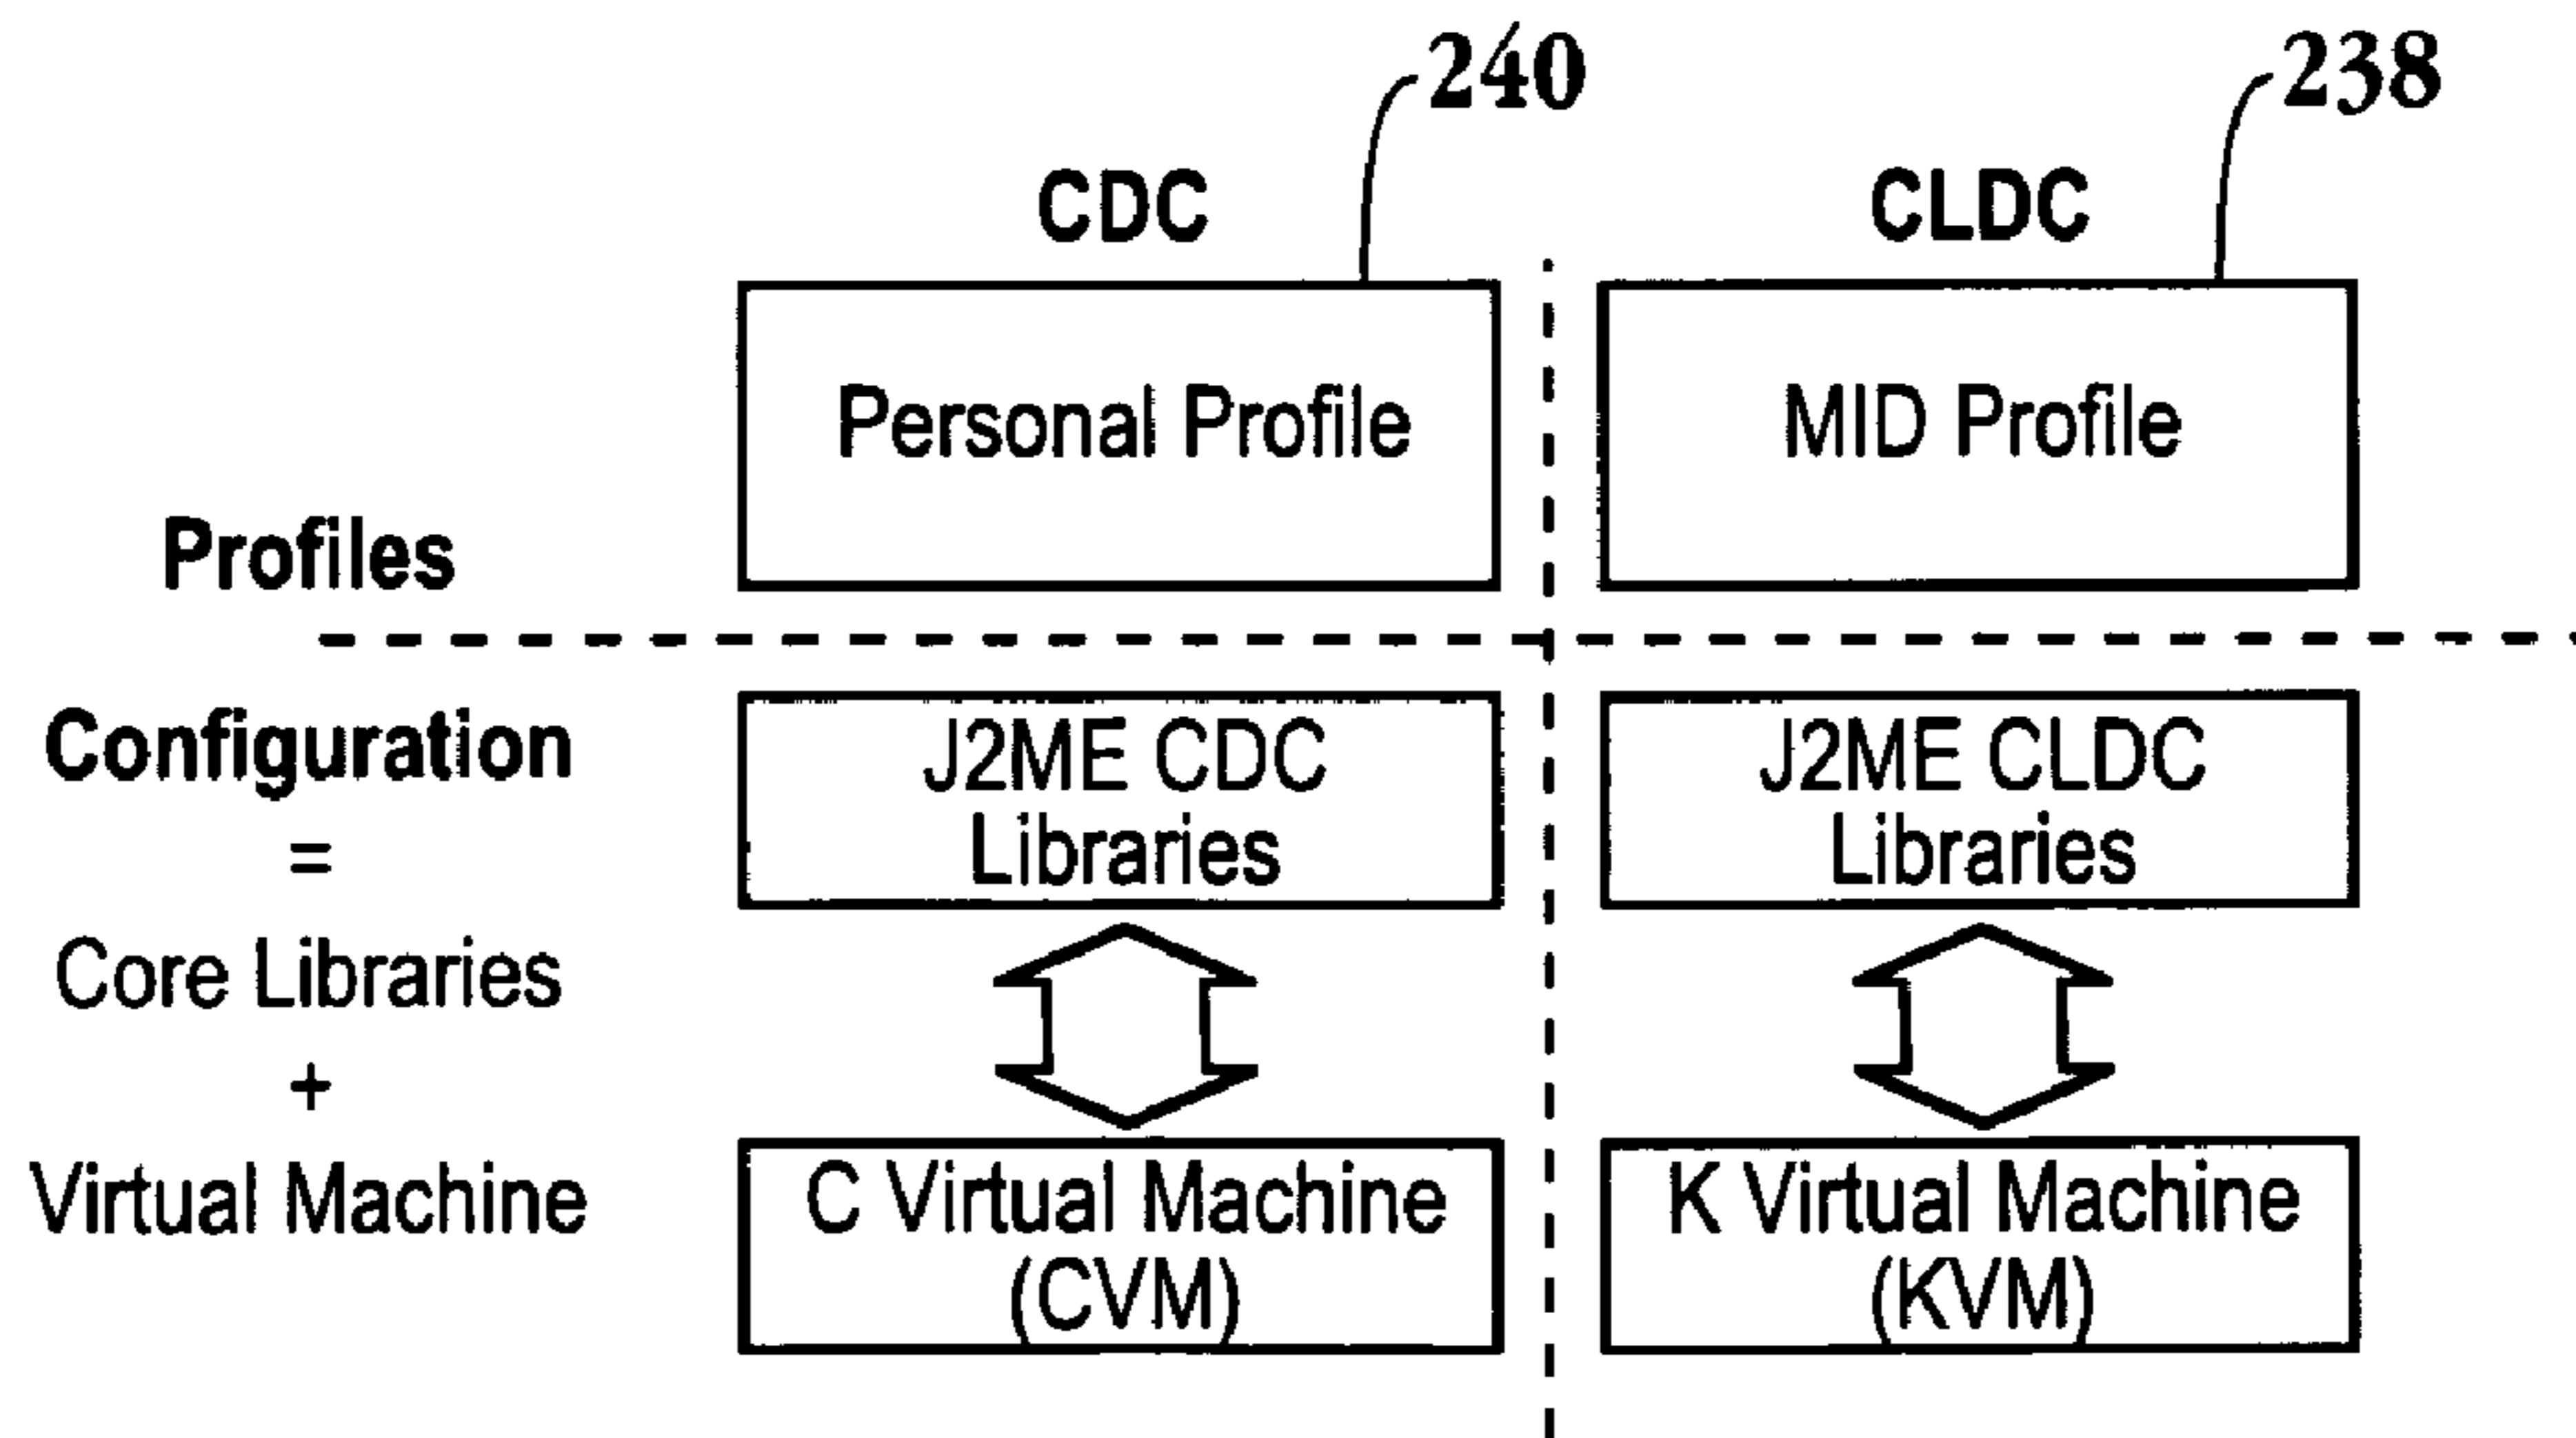 240
238
CDC
CLDC
Personal Profile
MID Profile
Profiles
Configuration
=
Core Libraries
+
Virtual Machine
J2ME CDC
Libraries
J2ME CLDC
Libraries
C Virtual Machine
(CVM)
K Virtual Machine
(KVM)